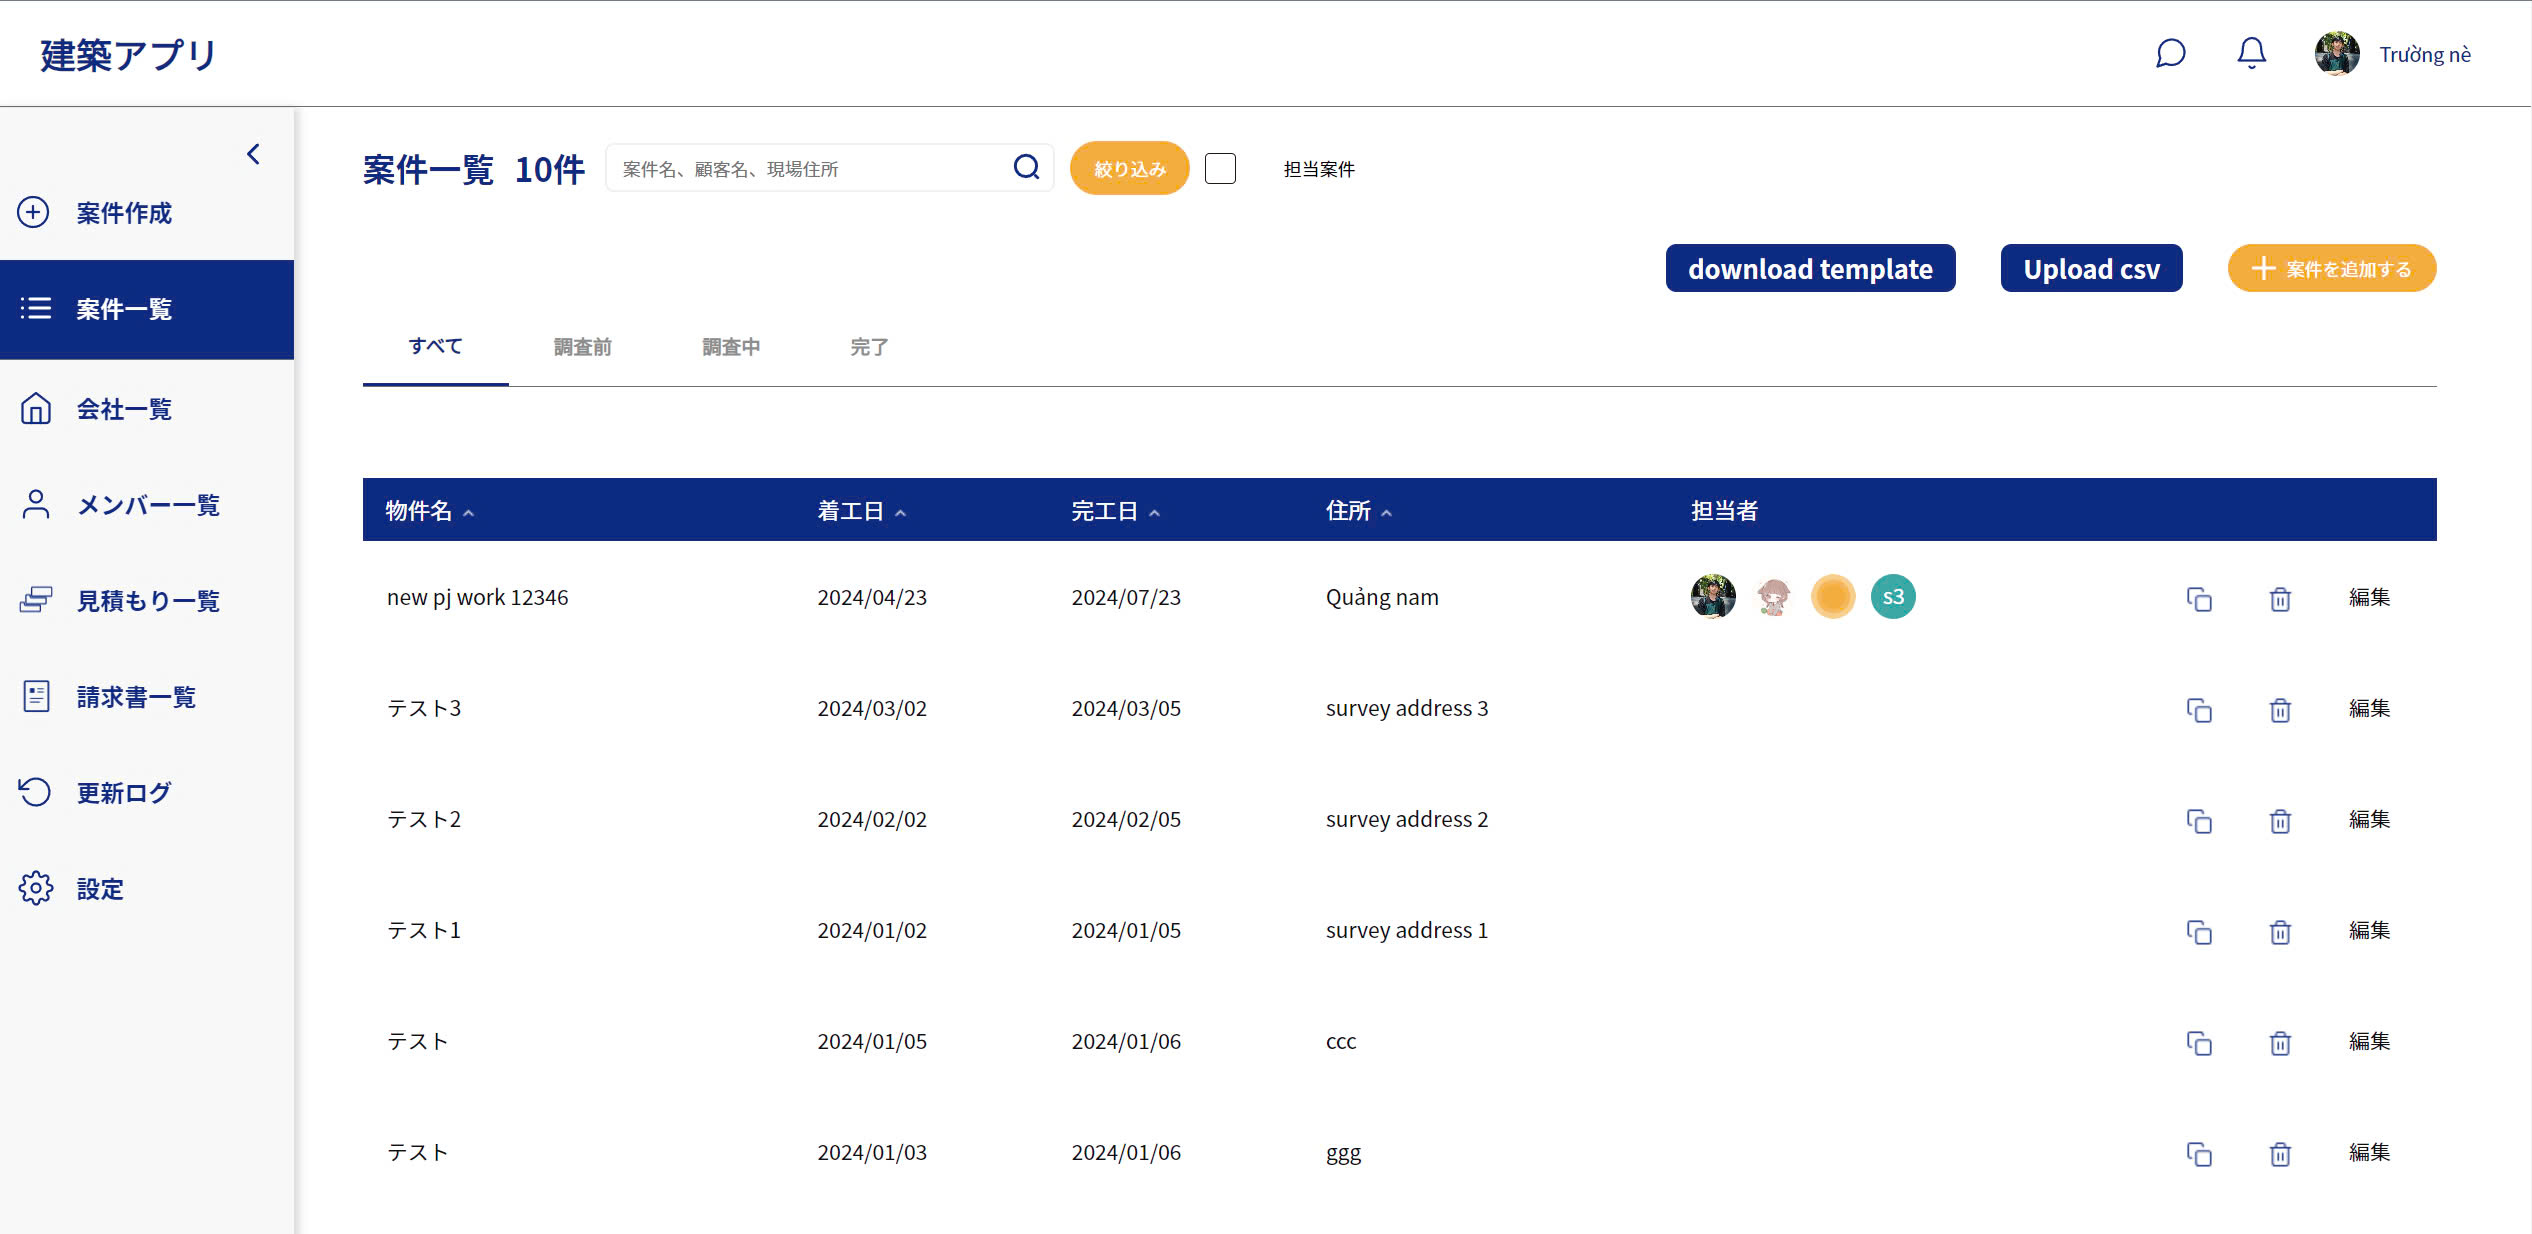 建築アプリ
Trường nè
案件一覧 10件
案件名、顧客名、現場住所
絞り込み
担当案件
案件作成
案件一覧
会社一覧
メンバー一覧
見積もり一覧
請求書一覧
更新ログ
設定
download template
Upload csv
案件を追加する
すべて 調査前 調査中 完了
物件名 着工日 完工日 住所 担当者
new pj work 12346 2024/04/23 2024/07/23 Quảng nam s3 編集
テスト3 2024/03/02 2024/03/05 survey address 3 編集
テスト2 2024/02/02 2024/02/05 survey address 2 編集
テスト1 2024/01/02 2024/01/05 survey address 1 編集
テスト 2024/01/05 2024/01/06 ccc 編集
テスト 2024/01/03 2024/01/06 ggg 編集